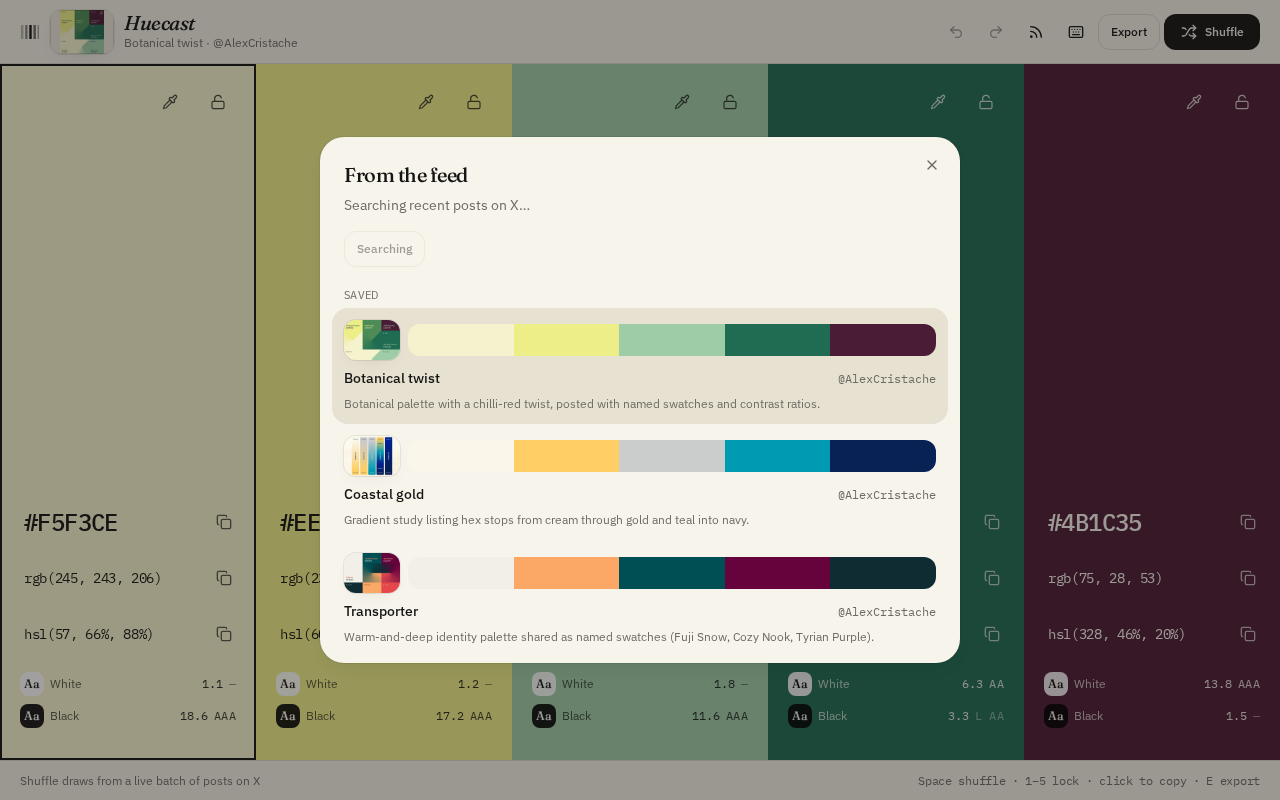 Huecast
Botanical twist · @AlexCristache
Export
Shuffle
From the feed
Searching recent posts on X…
Searching
SAVED
Botanical twist
@AlexCristache
Botanical palette with a chilli-red twist, posted with named swatches and contrast ratios.
Coastal gold
@AlexCristache
Gradient study listing hex stops from cream through gold and teal into navy.
Transporter
@AlexCristache
Warm-and-deep identity palette shared as named swatches (Fuji Snow, Cozy Nook, Tyrian Purple).
#F5F3CE
rgb(245, 243, 206)
hsl(57, 66%, 88%)
Aa White 1.1 —
Aa Black 18.6 AAA
#EE
rgb(23
hsl(60
Aa White 1.2 —
Aa Black 17.2 AAA
Aa White 1.8 —
Aa Black 11.6 AAA
Aa White 6.3 AA
Aa Black 3.3 L AA
#4B1C35
rgb(75, 28, 53)
hsl(328, 46%, 20%)
Aa White 13.8 AAA
Aa Black 1.5 —
Shuffle draws from a live batch of posts on X
Space shuffle · 1–5 lock · click to copy · E export